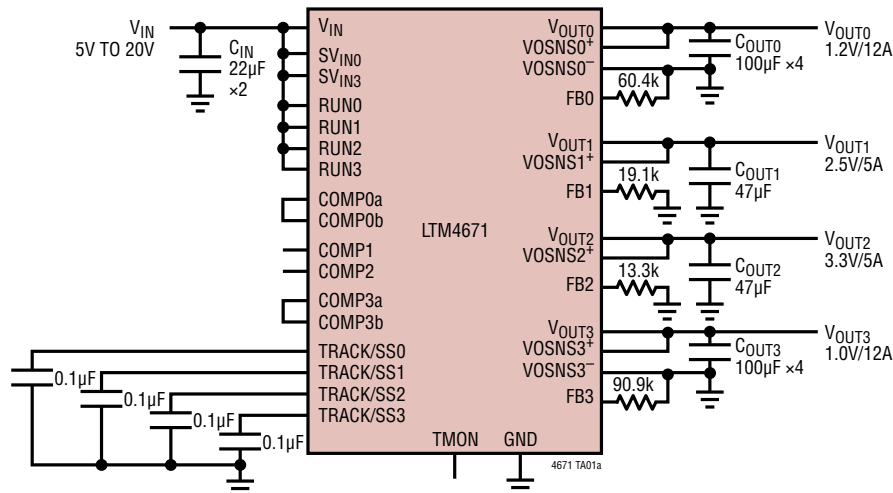 VIN
5V TO 20V
CIN
22µF
×2
VIN
SVIN0
SVIN3
RUN0
RUN1
RUN2
RUN3
COMP0a
COMP0b
COMP1
COMP2
COMP3a
COMP3b
TRACK/SS0
TRACK/SS1
TRACK/SS2
TRACK/SS3
0.1µF
0.1µF
0.1µF
0.1µF
LTM4671
TMON
GND
VOUT0
VOSNS0+
VOSNS0–
FB0
60.4k
COUT0
100µF ×4
VOUT0
1.2V/12A
VOUT1
VOSNS1+
FB1
19.1k
COUT1
47µF
VOUT1
2.5V/5A
VOUT2
VOSNS2+
FB2
13.3k
COUT2
47µF
VOUT2
3.3V/5A
VOUT3
VOSNS3+
VOSNS3–
FB3
90.9k
COUT3
100µF ×4
VOUT3
1.0V/12A
4671 TA01a